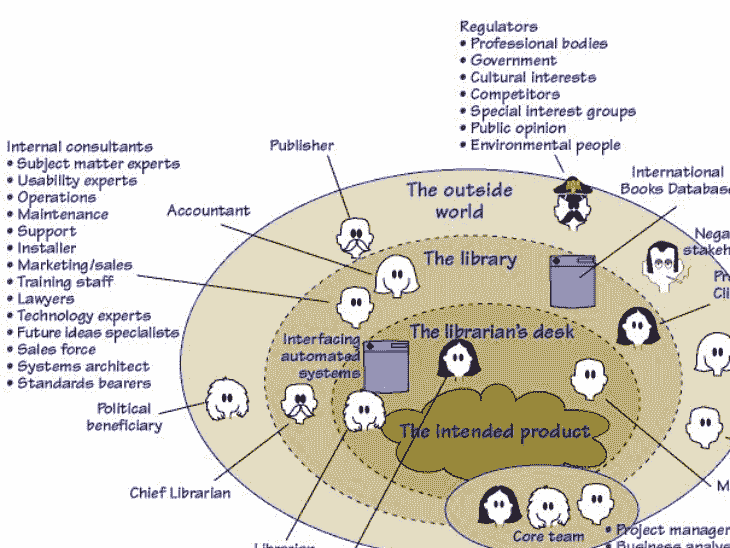 Regulators
• Professional bodies
• Government
• Cultural interests
• Competitors
• Special interest groups
• Public opinion
• Environmental people
Internal consultants
• Subject matter experts
• Usability experts
• Operations
• Maintenance
• Support
• Installer
• Marketing/sales
• Training staff
• Lawyers
• Technology experts
• Future ideas specialists
• Sales force
• Systems architect
• Standards bearers
Publisher
Accountant
International
Books Database
The outside
world
The library
The librarian's desk
Interfacing
automated
systems
The intended product
Political
beneficiary
Chief Librarian
Librarian
Core team
• Project manager
• Business